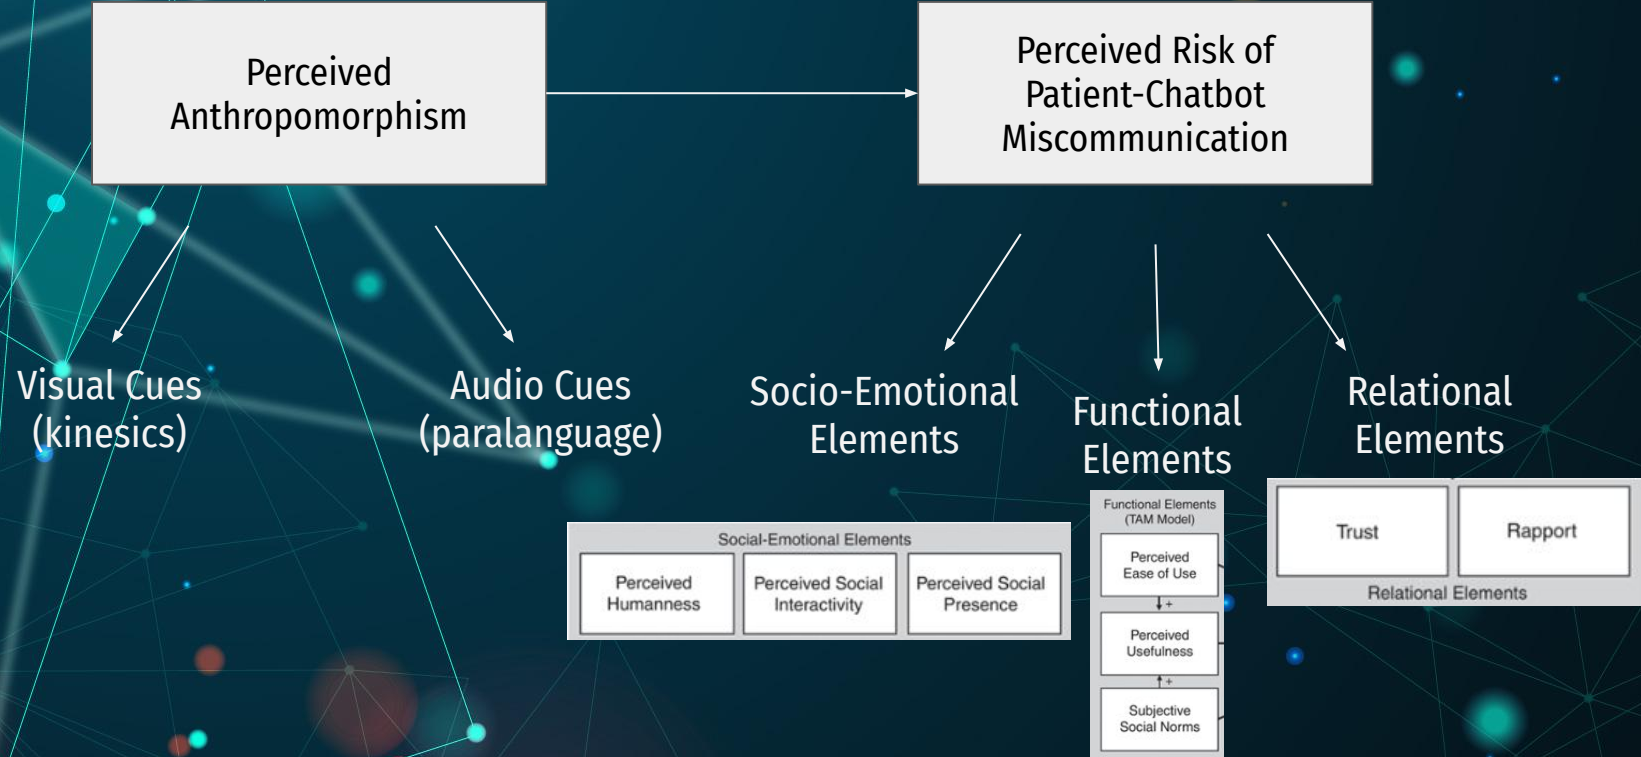 Perceived
Anthropomorphism
Perceived Risk of
Patient-Chatbot
Miscommunication
Visual Cues
(kinesics)
Audio Cues
(paralanguage)
Socio-Emotional
Elements
Functional
Elements
Relational
Elements
Social-Emotional Elements
Perceived
Humanness
Perceived Social
Interactivity
Perceived Social
Presence
Functional Elements
(TAM Model)
Perceived
Ease of Use
+
Perceived
Usefulness
+
Subjective
Social Norms
Trust
Rapport
Relational Elements